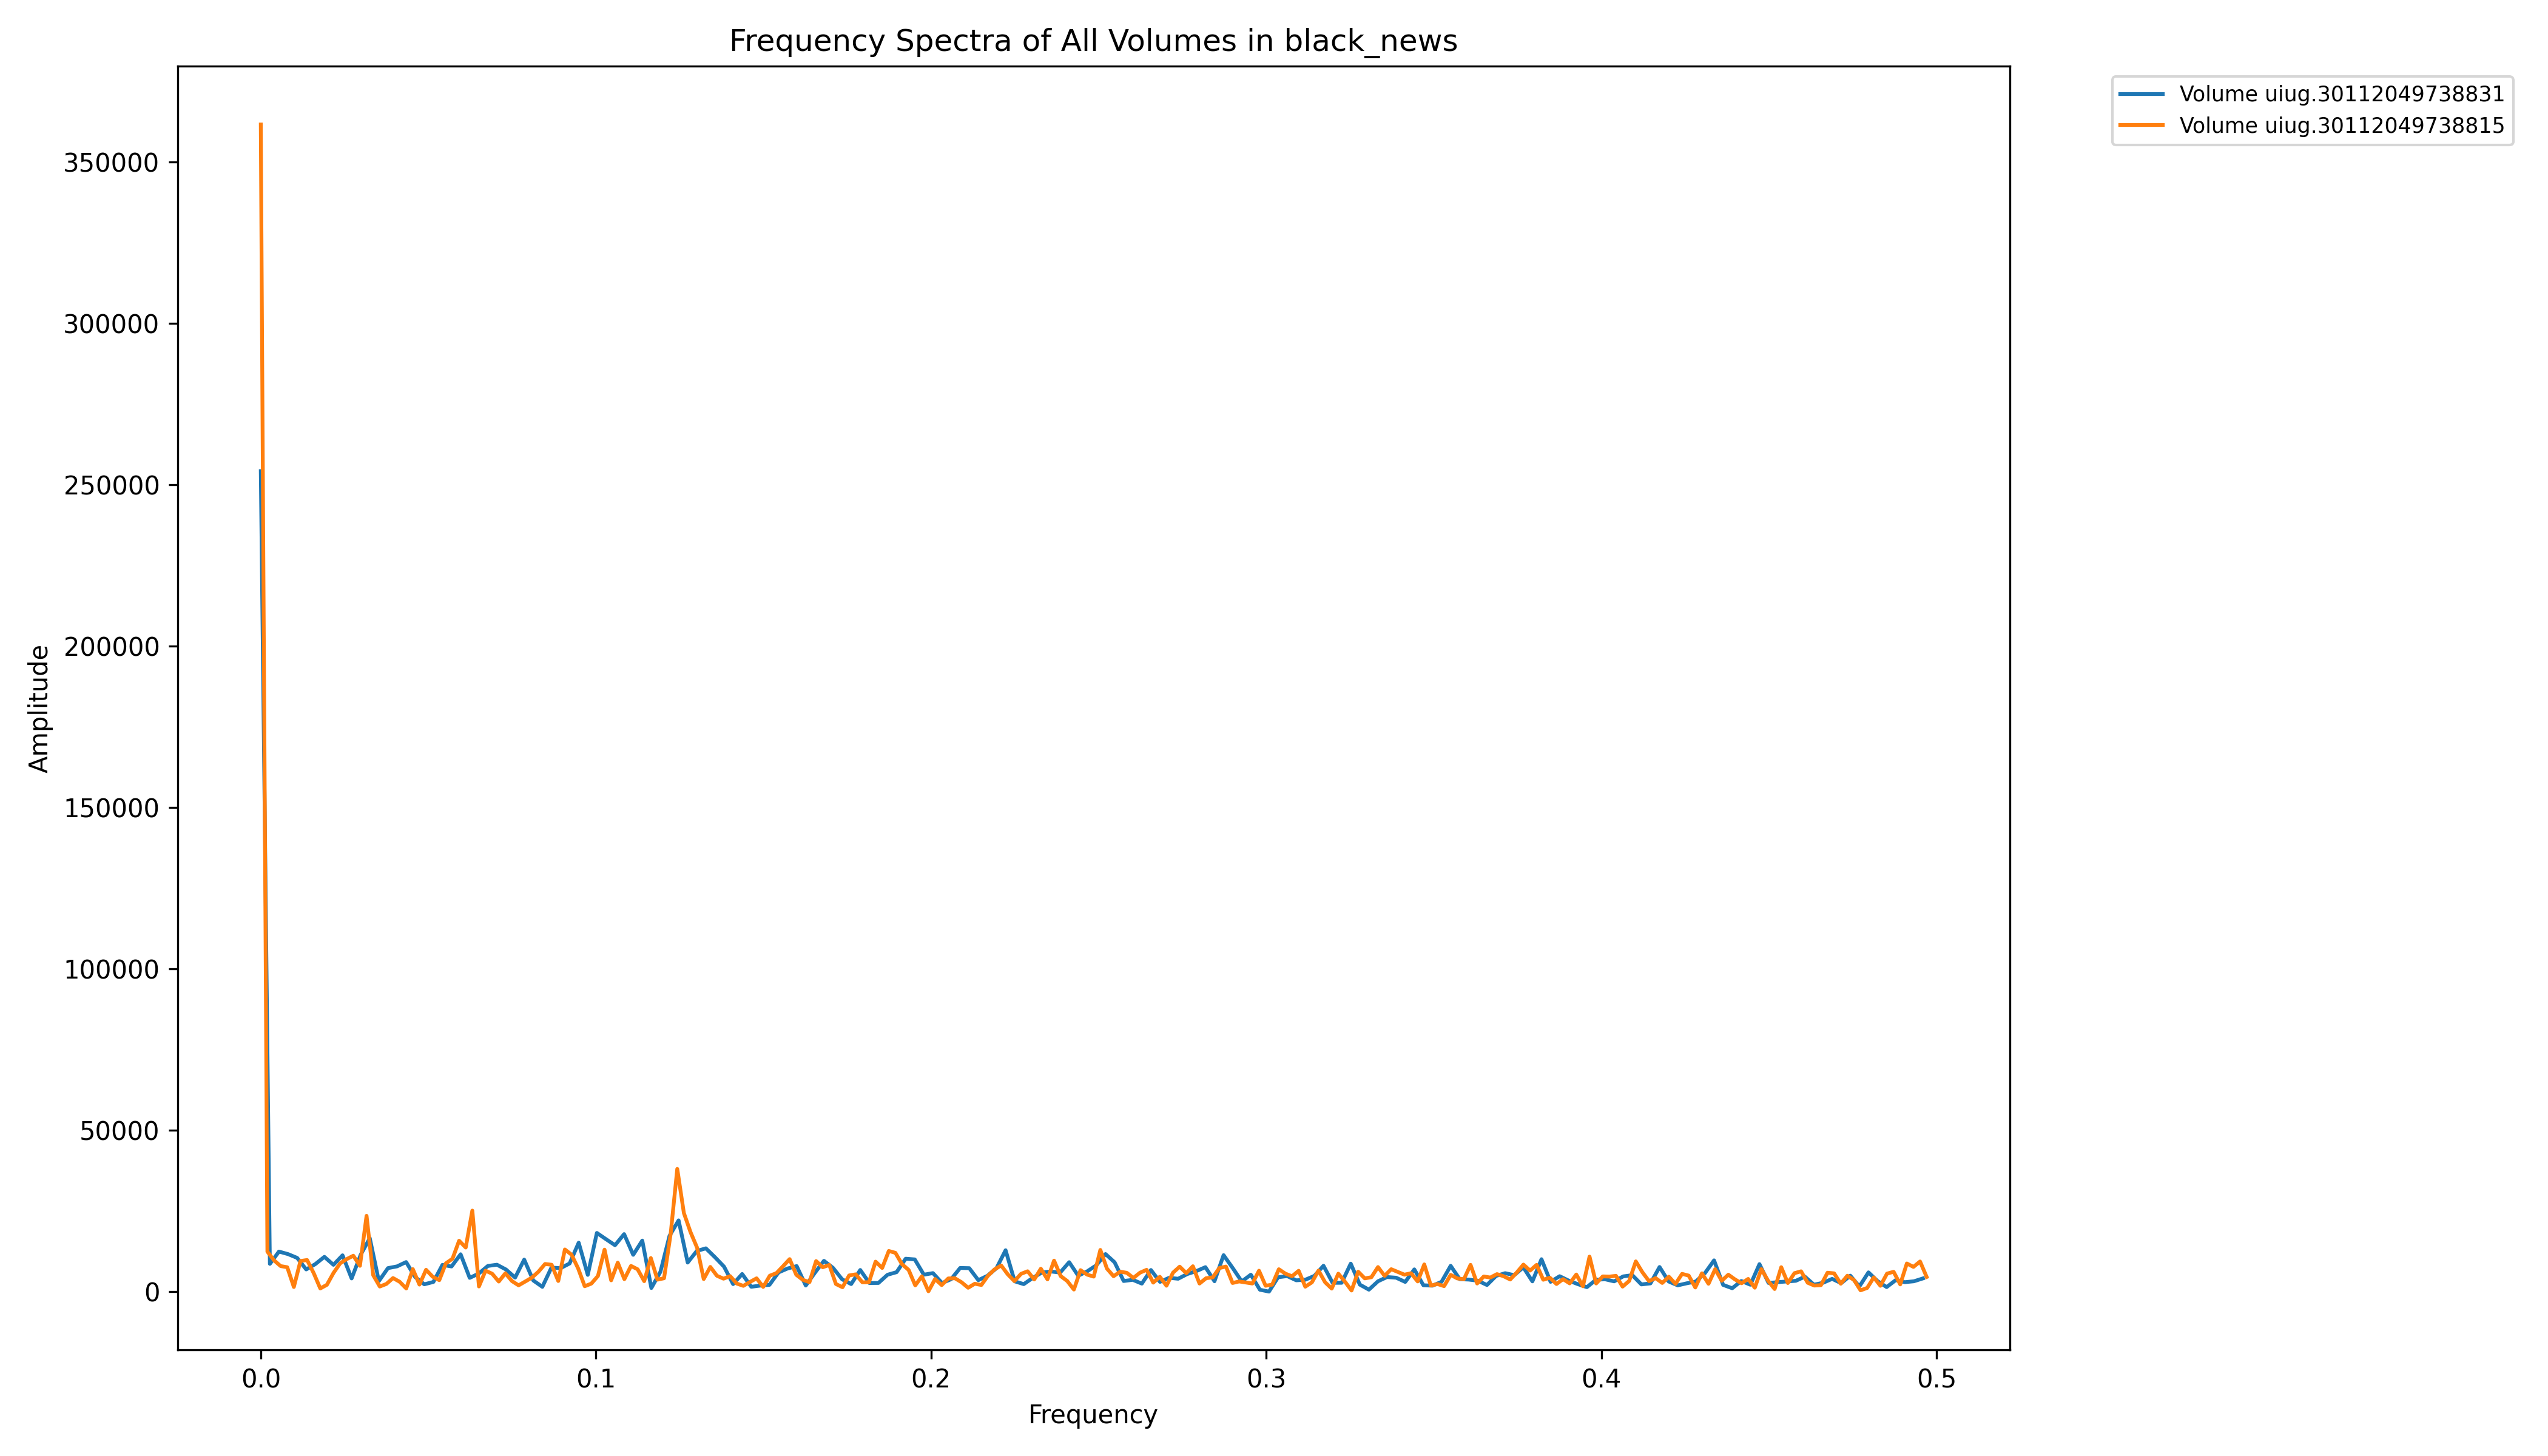 Frequency Spectra of All Volumes in black_news
Volume uiug.30112049738831
Volume uiug.30112049738815
Amplitude
350000
300000
250000
200000
150000
100000
50000
0
0.0 0.1 0.2 0.3 0.4 0.5
Frequency